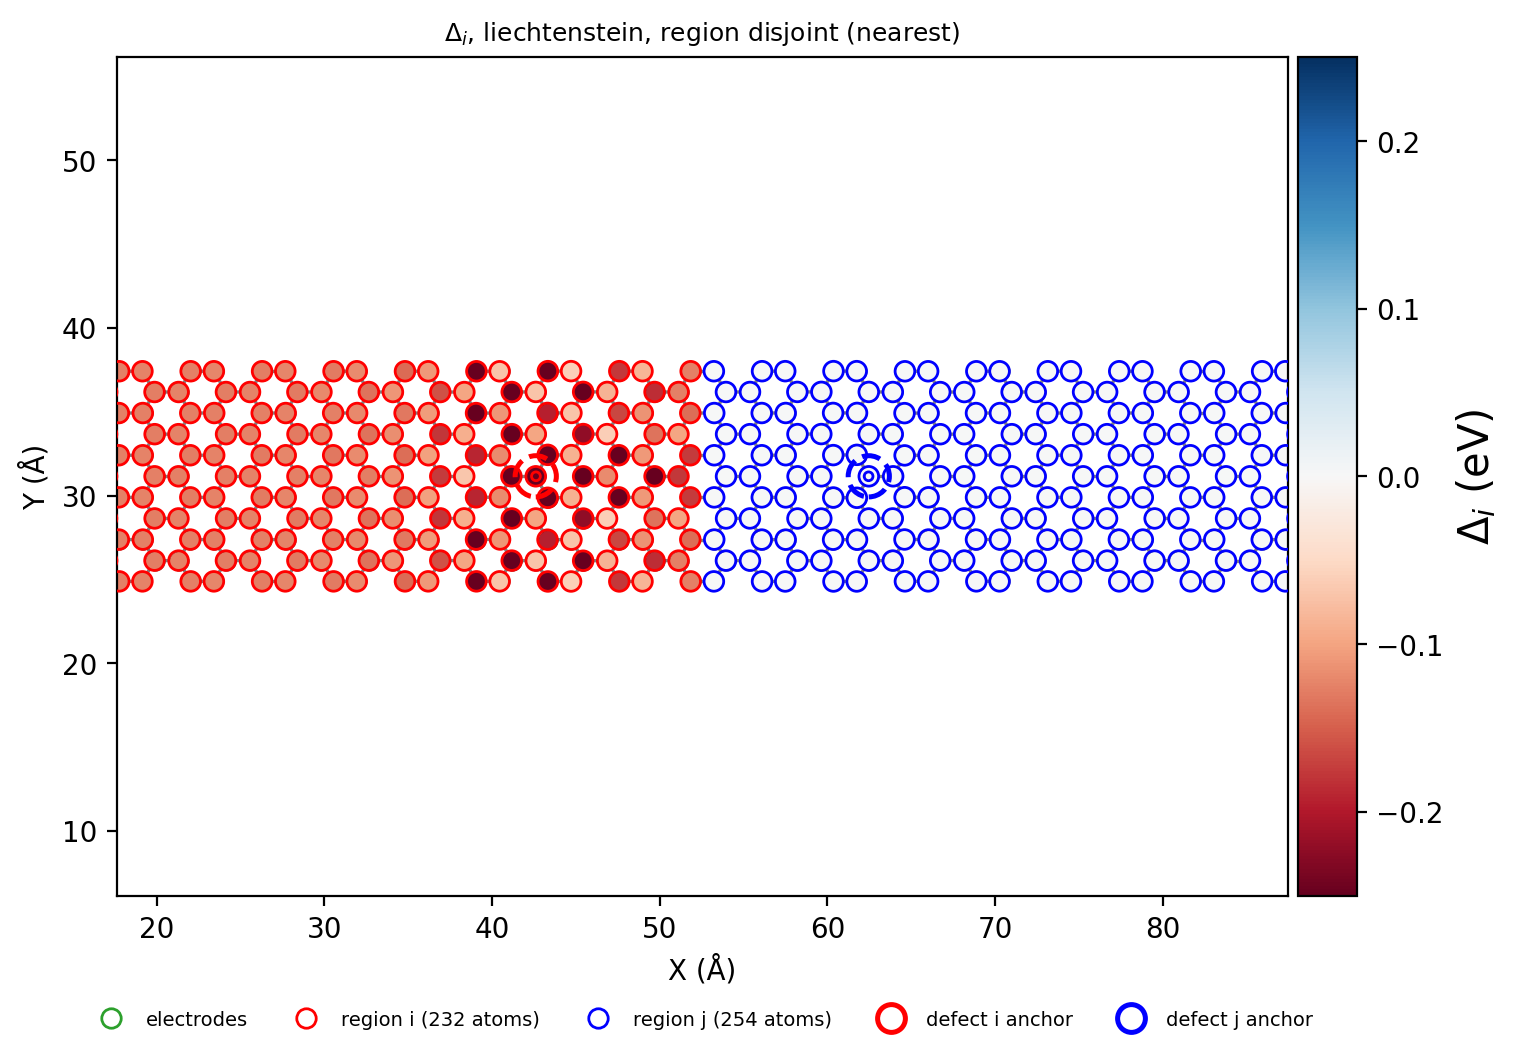 Δᵢ, liechtenstein, region disjoint (nearest)
50
40
30
20
10
Y (Å)
20 30 40 50 60 70 80
X (Å)
0.2
0.1
0.0
−0.1
−0.2
Δᵢ (eV)
electrodes region i (232 atoms) region j (254 atoms) defect i anchor defect j anchor